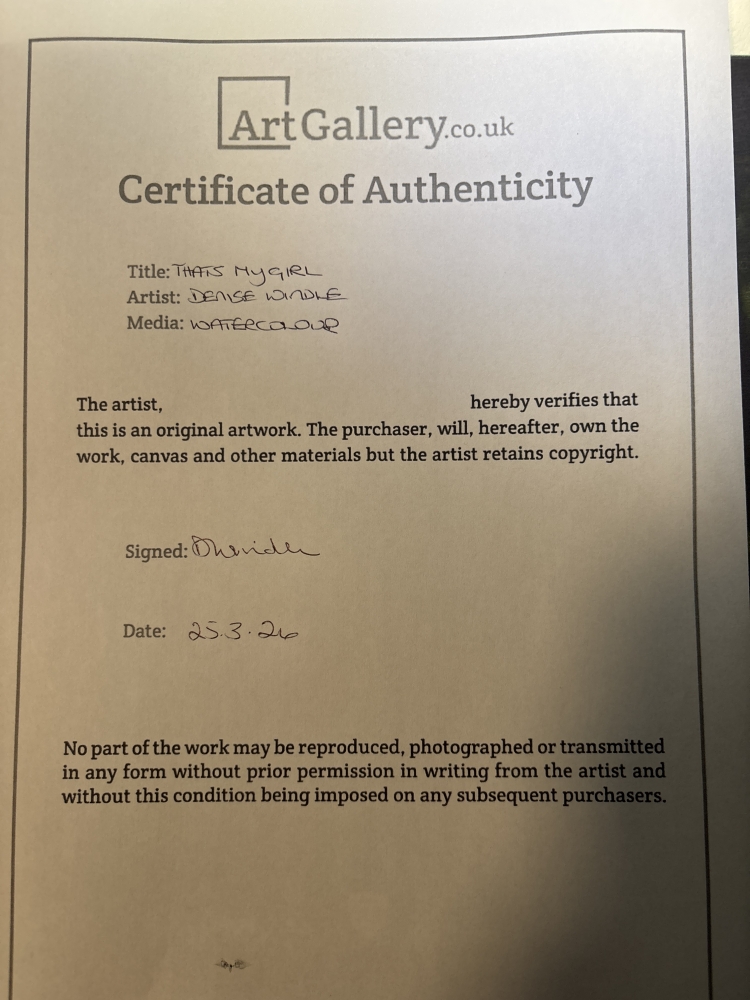 ArtGallery.co.uk
Certificate of Authenticity
Title: THATS MY GIRL
Artist: DENISE WINDLE
Media: WATERCOLOUR
The artist, hereby verifies that
this is an original artwork. The purchaser, will, hereafter, own the
work, canvas and other materials but the artist retains copyright.
Signed:
Date: 25.3.26
No part of the work may be reproduced, photographed or transmitted
in any form without prior permission in writing from the artist and
without this condition being imposed on any subsequent purchasers.